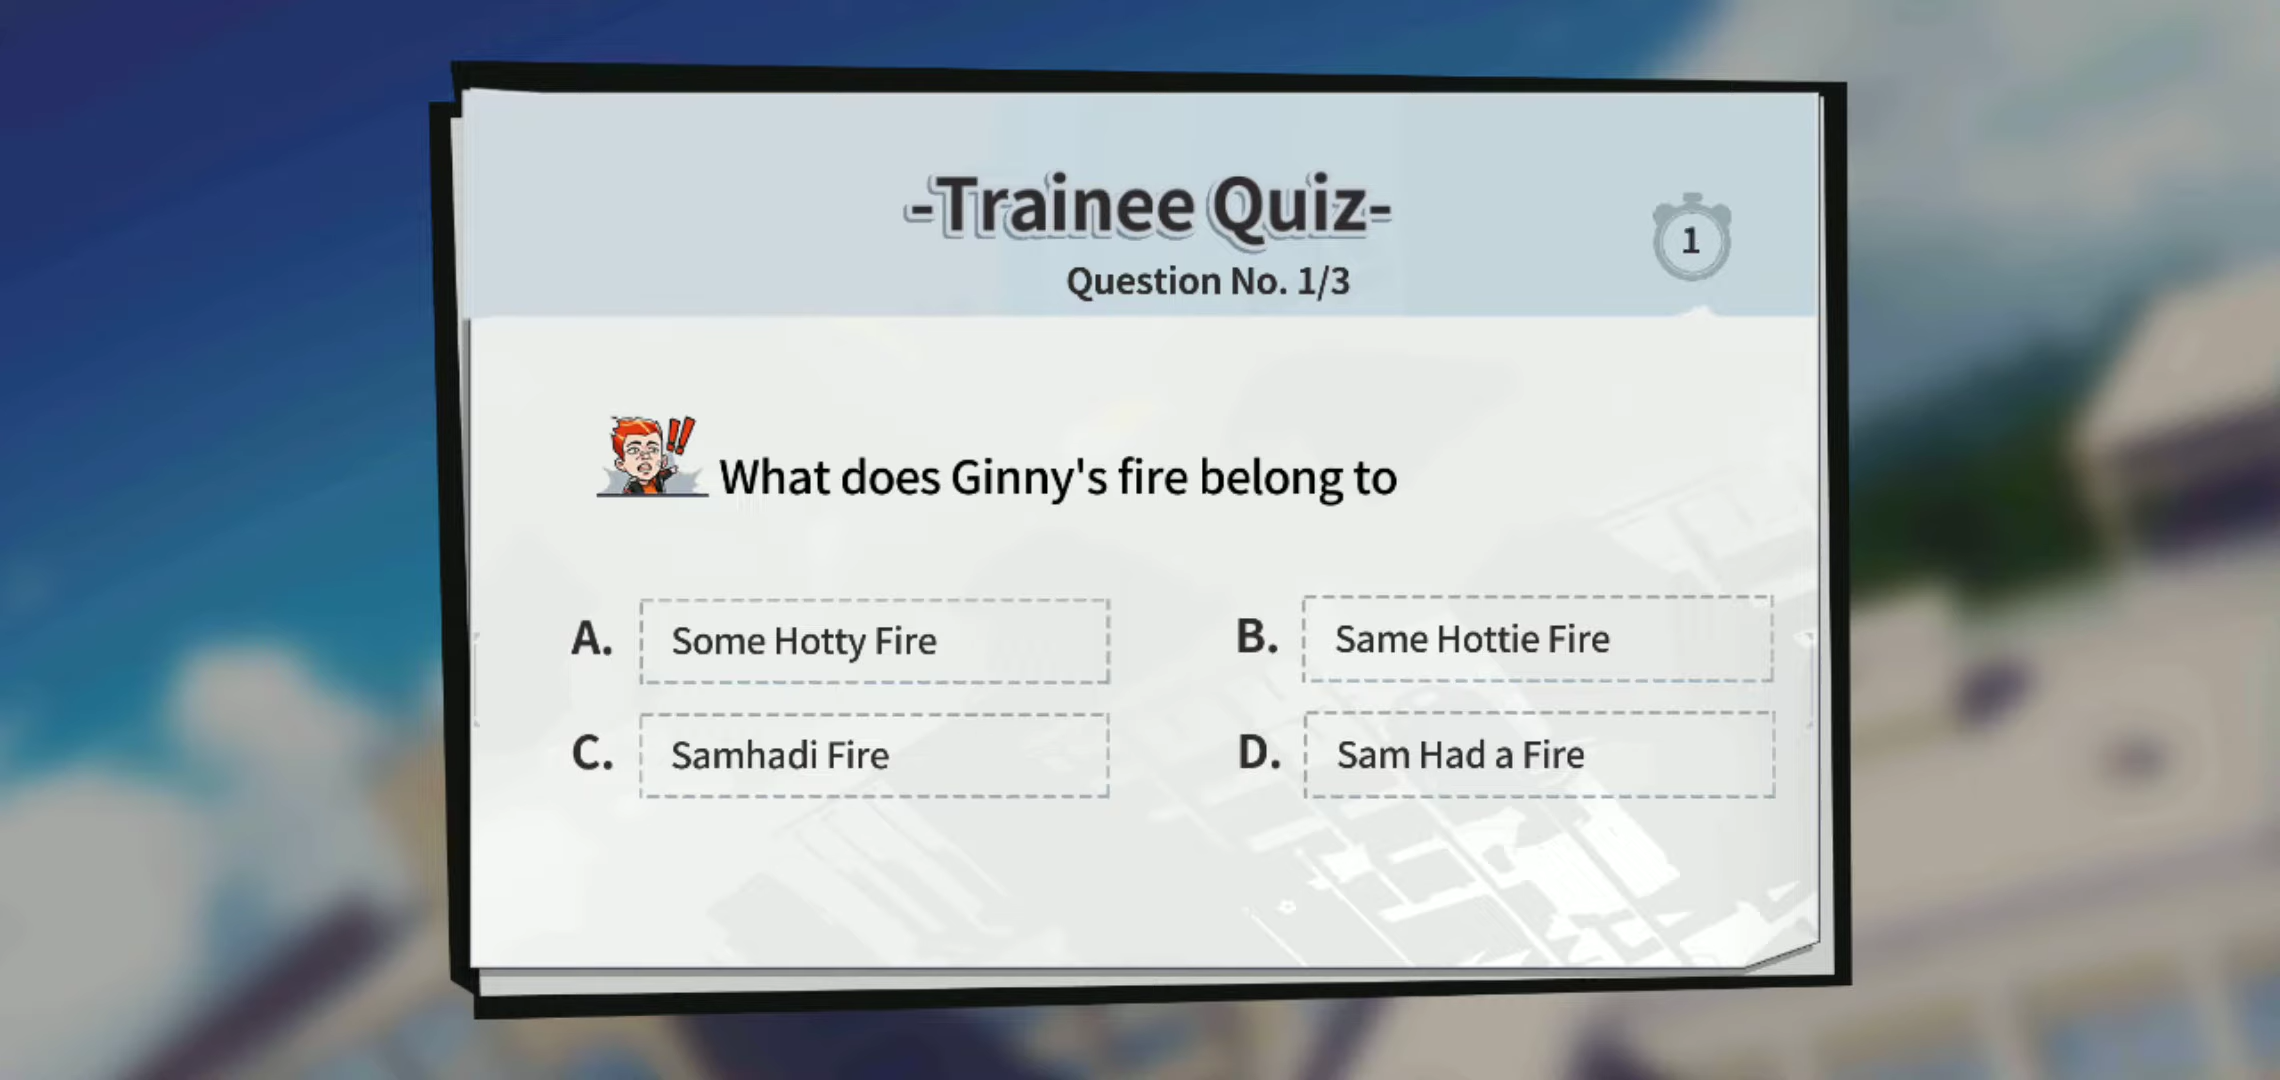 -Trainee Quiz-
Question No. 1/3
1
What does Ginny's fire belong to
A. Some Hotty Fire
B. Same Hottie Fire
C. Samhadi Fire
D. Sam Had a Fire